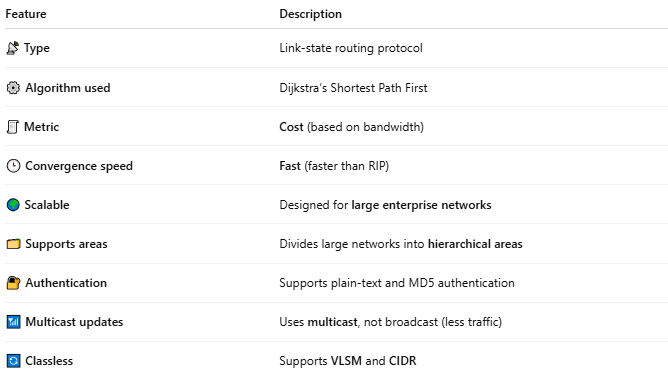 Feature Description
Type Link-state routing protocol
Algorithm used Dijkstra's Shortest Path First
Metric Cost (based on bandwidth)
Convergence speed Fast (faster than RIP)
Scalable Designed for large enterprise networks
Supports areas Divides large networks into hierarchical areas
Authentication Supports plain-text and MD5 authentication
Multicast updates Uses multicast, not broadcast (less traffic)
Classless Supports VLSM and CIDR